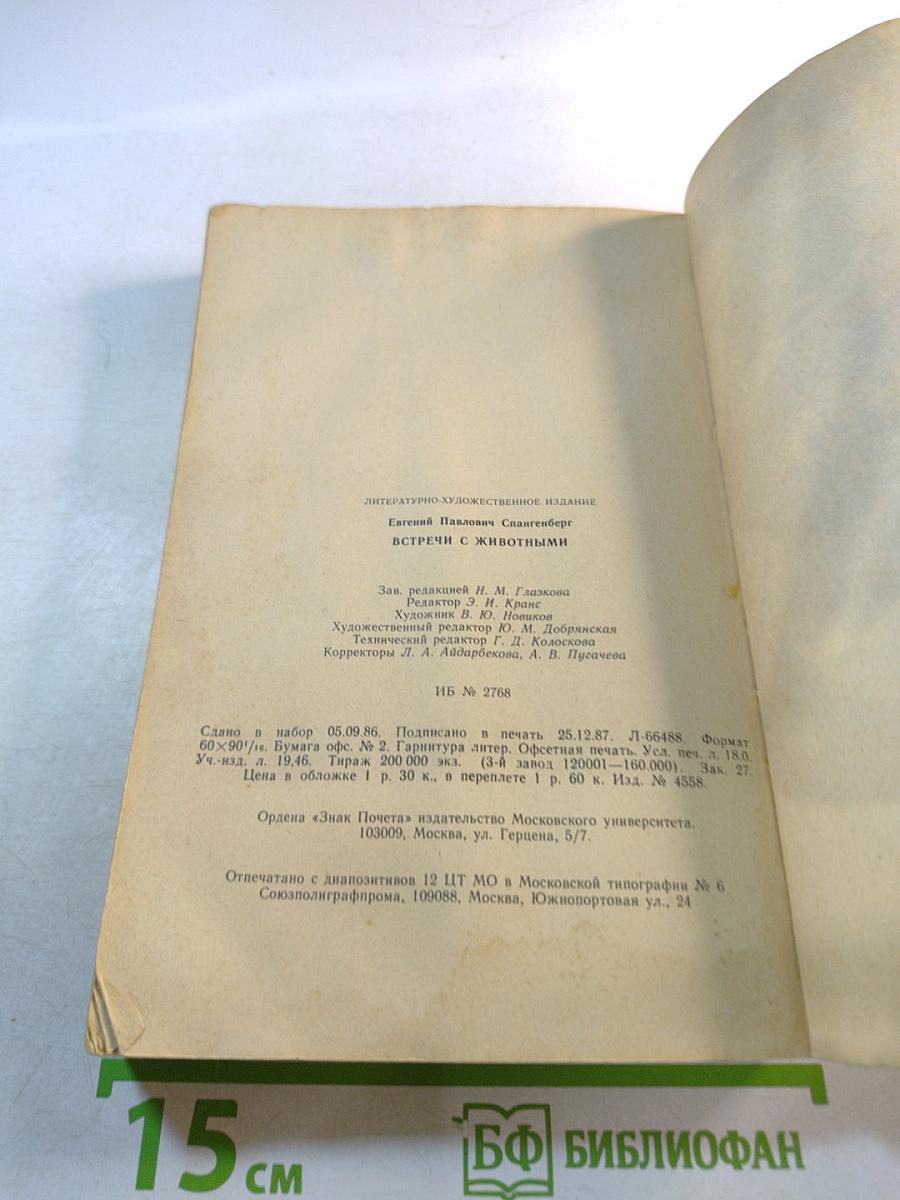 ЛИТЕРАТУРНО-ХУДОЖЕСТВЕННОЕ ИЗДАНИЕ
Евгений Павлович Спангенберг
ВСТРЕЧИ С ЖИВОТНЫМИ
Зав. редакцией Н. М. Глазкова
Редактор Э. И. Кранс
Художник В. Ю. Новиков
Художественный редактор Ю. М. Добрянская
Технический редактор Г. Д. Колоскова
Корректоры Л. А. Айдарбекова, А. В. Пугачева
ИБ № 2768
Сдано в набор 05.09.86. Подписано в печать 25.12.87. Л-66488. Формат
60×90¹/₁₆. Бумага офс. № 2. Гарнитура литер. Офсетная печать. Усл. печ. л. 18,0.
Уч.-изд. л. 19,46. Тираж 200 000 экз. (3-й завод 120001—160.000). Зак. 27.
Цена в обложке 1 р. 30 к., в переплете 1 р. 60 к. Изд. № 4558.
Ордена «Знак Почета» издательство Московского университета.
103009, Москва, ул. Герцена, 5/7.
Отпечатано с диапозитивов 12 ЦТ МО в Московской типографии № 6
Союзполиграфпрома, 109088, Москва, Южнопортовая ул., 24
15 см
БФ БИБЛИОФАН